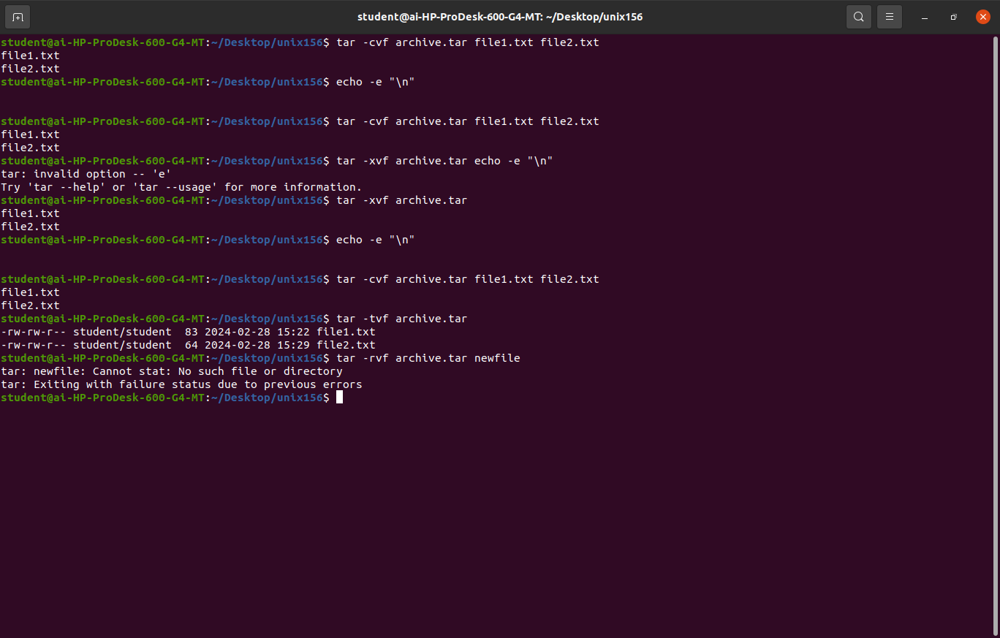 student@ai-HP-ProDesk-600-G4-MT: ~/Desktop/unix156
student@ai-HP-ProDesk-600-G4-MT:~/Desktop/unix156$ tar -cvf archive.tar file1.txt file2.txt
file1.txt
file2.txt
student@ai-HP-ProDesk-600-G4-MT:~/Desktop/unix156$ echo -e "\n"
student@ai-HP-ProDesk-600-G4-MT:~/Desktop/unix156$ tar -cvf archive.tar file1.txt file2.txt
file1.txt
file2.txt
student@ai-HP-ProDesk-600-G4-MT:~/Desktop/unix156$ tar -xvf archive.tar echo -e "\n"
tar: invalid option -- 'e'
Try 'tar --help' or 'tar --usage' for more information.
student@ai-HP-ProDesk-600-G4-MT:~/Desktop/unix156$ tar -xvf archive.tar
file1.txt
file2.txt
student@ai-HP-ProDesk-600-G4-MT:~/Desktop/unix156$ echo -e "\n"
student@ai-HP-ProDesk-600-G4-MT:~/Desktop/unix156$ tar -cvf archive.tar file1.txt file2.txt
file1.txt
file2.txt
student@ai-HP-ProDesk-600-G4-MT:~/Desktop/unix156$ tar -tvf archive.tar
-rw-rw-r-- student/student  83 2024-02-28 15:22 file1.txt
-rw-rw-r-- student/student  64 2024-02-28 15:29 file2.txt
student@ai-HP-ProDesk-600-G4-MT:~/Desktop/unix156$ tar -rvf archive.tar newfile
tar: newfile: Cannot stat: No such file or directory
tar: Exiting with failure status due to previous errors
student@ai-HP-ProDesk-600-G4-MT:~/Desktop/unix156$